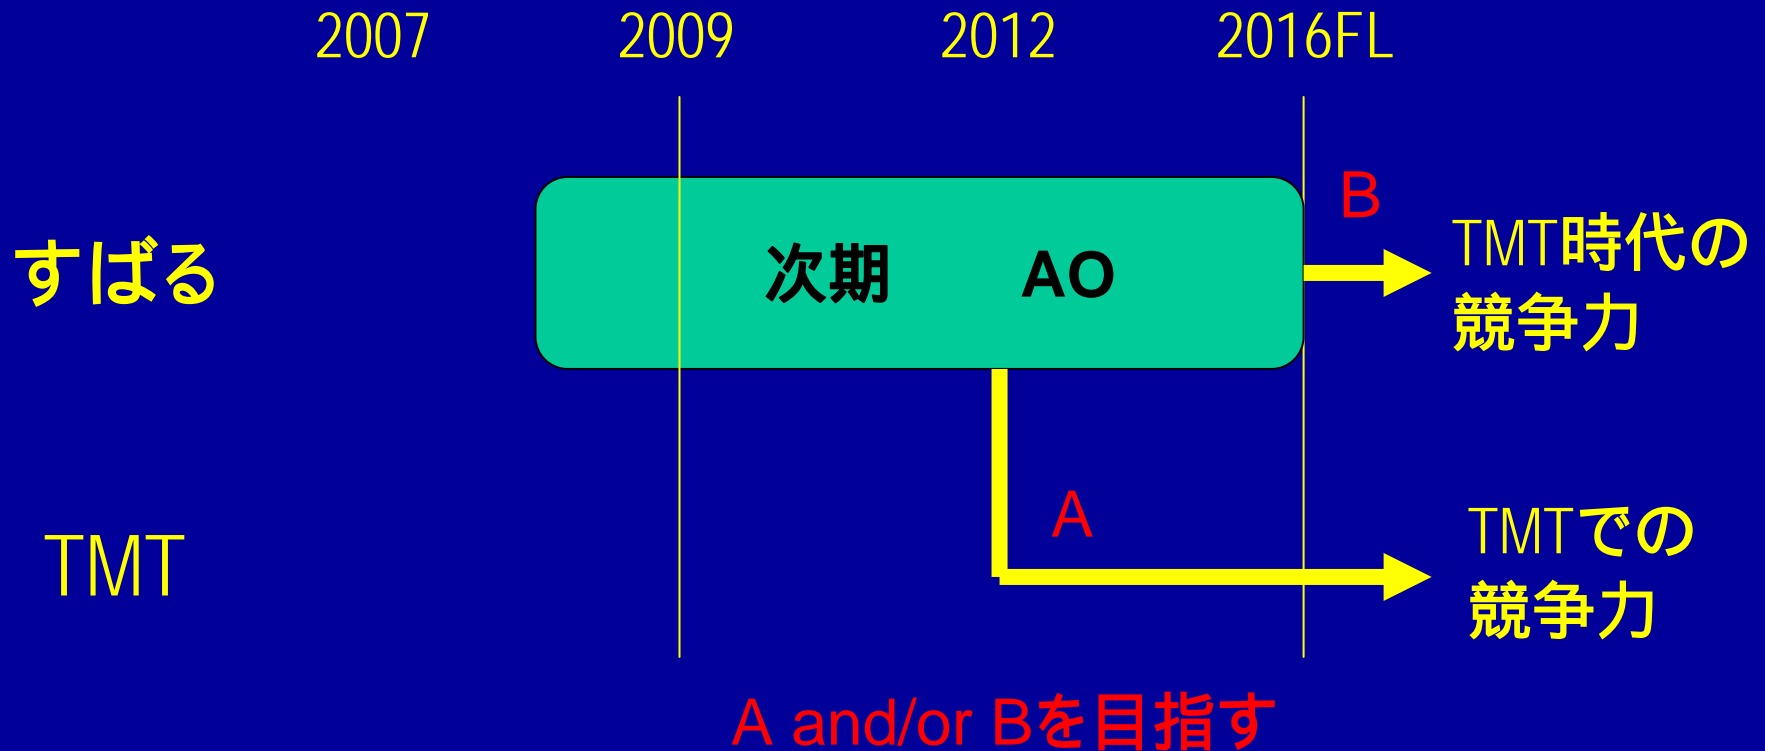 2007 2009 2012 2016FL
B
すばる 次期 AO TMT時代の
競争力
A
TMT TMTでの
競争力
A and/or Bを目指す